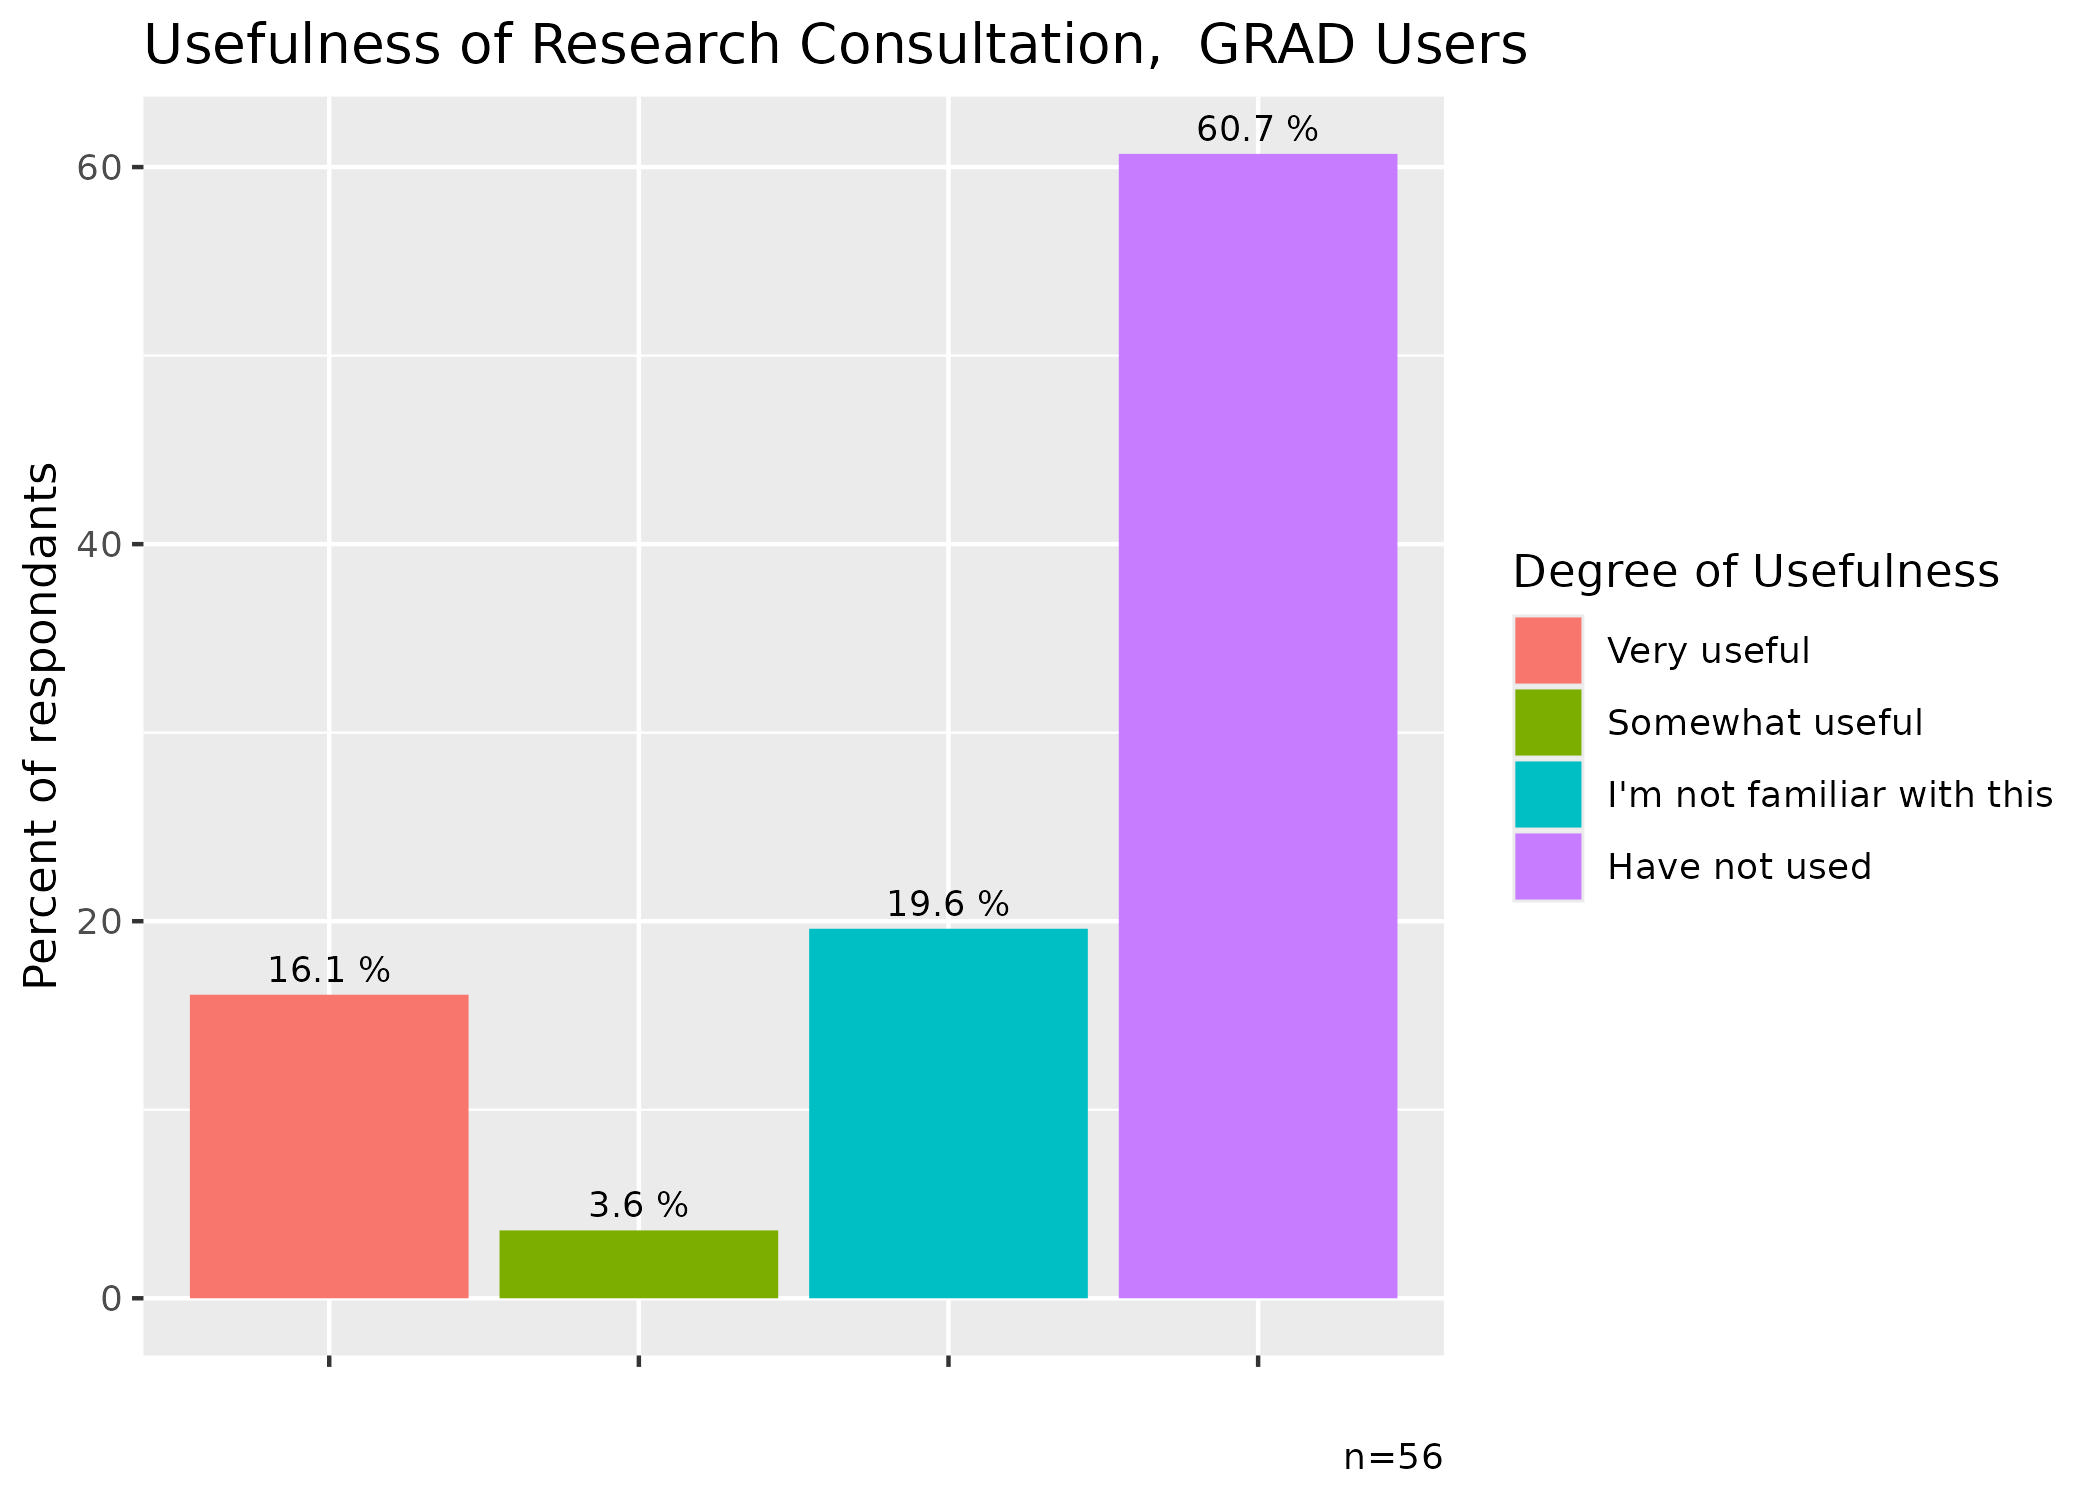 Usefulness of Research Consultation,  GRAD Users
60.7 %
60
40
20
0
Percent of respondants
16.1 %
3.6 %
19.6 %
Degree of Usefulness
Very useful
Somewhat useful
I'm not familiar with this
Have not used
n=56